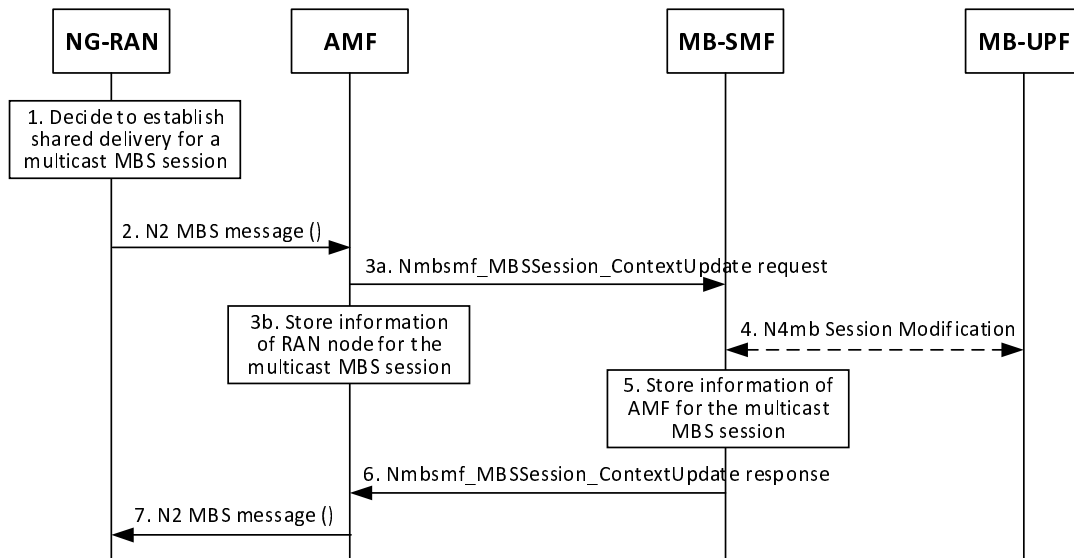 NG-RAN
AMF
MB-SMF
MB-UPF
1. Decide to establish
shared delivery for a
multicast MBS session
2. N2 MBS message ()
3a. Nmbsmf_MBSSession_ContextUpdate request
3b. Store information
of RAN node for the
multicast MBS session
4. N4mb Session Modification
5. Store information of
AMF for the multicast
MBS session
6. Nmbsmf_MBSSession_ContextUpdate response
7. N2 MBS message ()